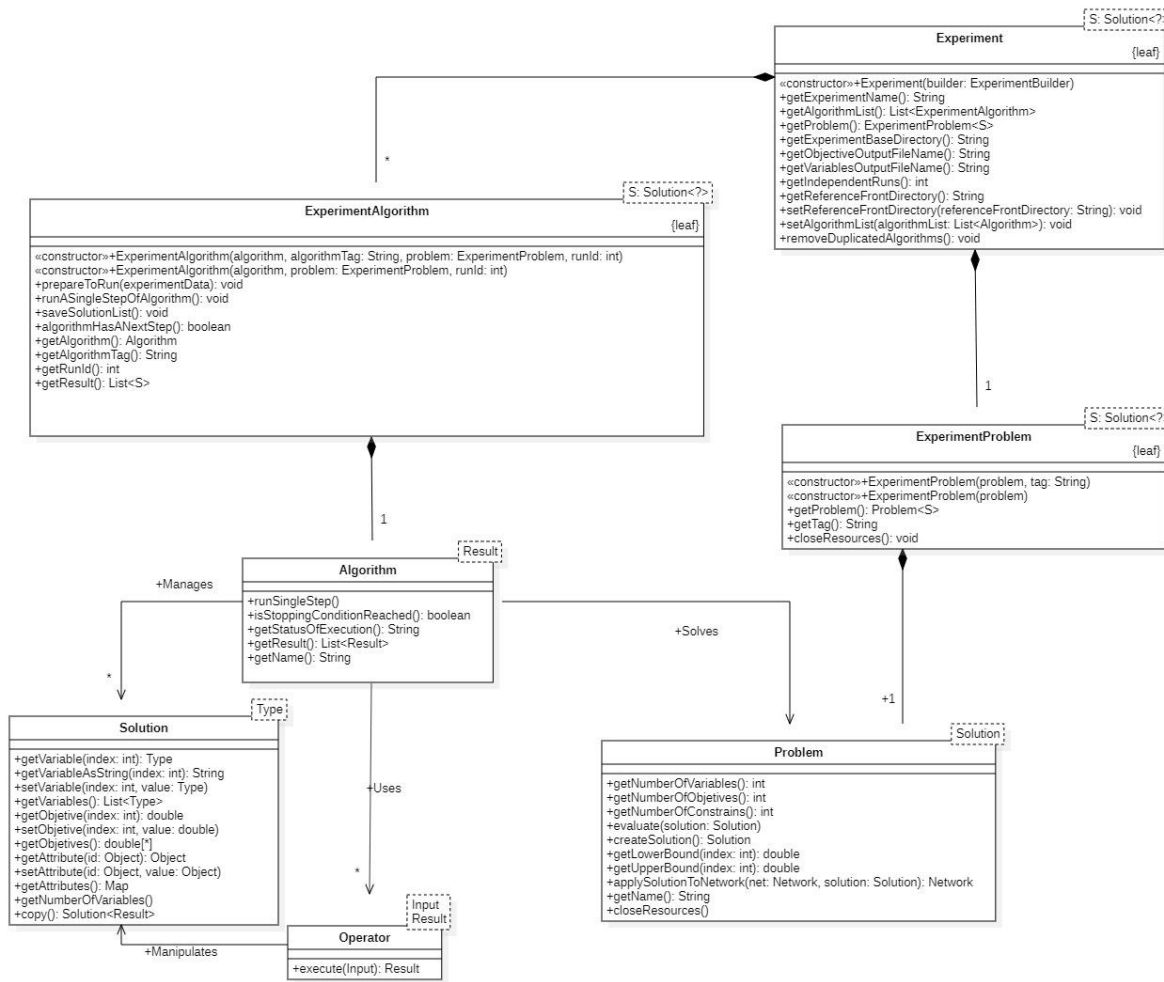 S: Solution<?>
Experiment
{leaf}
«constructor»+Experiment(builder: ExperimentBuilder)
+getExperimentName(): String
+getAlgorithmList(): List<ExperimentAlgorithm>
+getProblem(): ExperimentProblem<S>
+getExperimentBaseDirectory(): String
+getObjectiveOutputFileName(): String
+getVariablesOutputFileName(): String
+getIndependentRuns(): int
+getReferenceFrontDirectory(): String
+setReferenceFrontDirectory(referenceFrontDirectory: String): void
+setAlgorithmList(algorithmList: List<Algorithm>): void
+removeDuplicatedAlgorithms(): void
*
S: Solution<?>
ExperimentAlgorithm
{leaf}
«constructor»+ExperimentAlgorithm(algorithm, algorithmTag: String, problem: ExperimentProblem, runId: int)
«constructor»+ExperimentAlgorithm(algorithm, problem: ExperimentProblem, runId: int)
+prepareToRun(experimentData): void
+runASingleStepOfAlgorithm(): void
+saveSolutionList(): void
+algorithmHasANextStep(): boolean
+getAlgorithm(): Algorithm
+getAlgorithmTag(): String
+getRunId(): int
+getResult(): List<S>
1
S: Solution<?>
ExperimentProblem
{leaf}
«constructor»+ExperimentProblem(problem, tag: String)
«constructor»+ExperimentProblem(problem)
+getProblem(): Problem<S>
+getTag(): String
+closeResources(): void
1
Result
Algorithm
+runSingleStep()
+isStoppingConditionReached(): boolean
+getStatusOfExecution(): String
+getResult(): List<Result>
+getName(): String
+Manages
*
+Solves
+1
Type
Solution
+getVariable(index: int): Type
+getVariableAsString(index: int): String
+setVariable(index: int, value: Type)
+getVariables(): List<Type>
+getObjetive(index: int): double
+setObjetive(index: int, value: double)
+getObjetives(): double[*]
+getAttribute(id: Object): Object
+setAttribute(id: Object, value: Object)
+getAttributes(): Map
+getNumberOfVariables()
+copy(): Solution<Result>
+Uses
*
Solution
Problem
+getNumberOfVariables(): int
+getNumberOfObjetives(): int
+getNumberOfConstrains(): int
+evaluate(solution: Solution)
+createSolution(): Solution
+getLowerBound(index: int): double
+getUpperBound(index: int): double
+applySolutionToNetwork(net: Network, solution: Solution): Network
+getName(): String
+closeResources()
Input
Result
Operator
+execute(Input): Result
+Manipulates